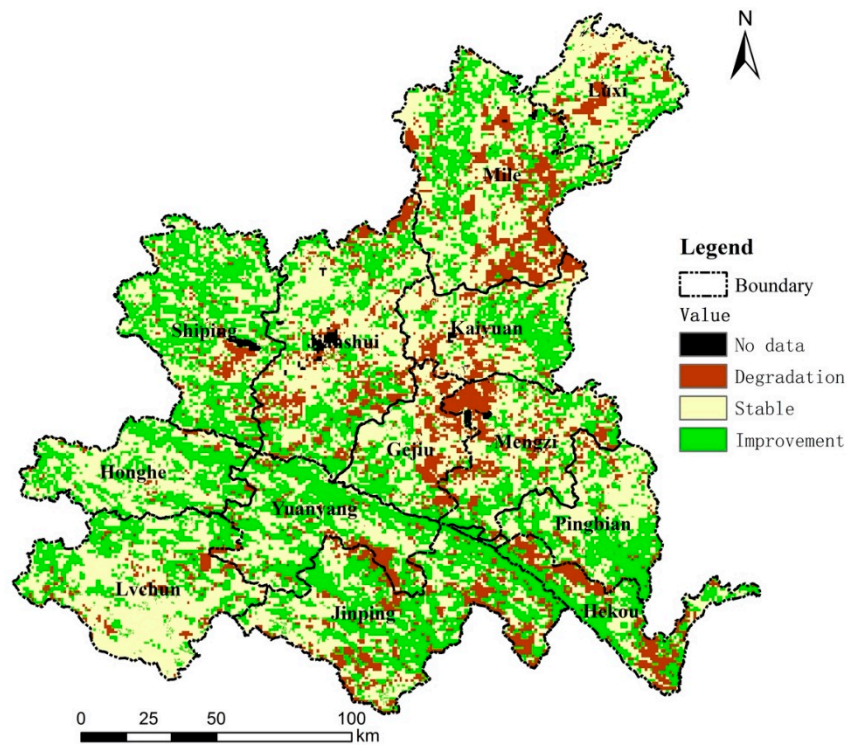 N
Luxi
Mile
Legend
Boundary
Value
No data
Degradation
Stable
Improvement
Shiping
Jianshui
Kaiyuan
Gejiu
Mengzi
Honghe
Yuanyang
Pingbian
Lvchun
Jinping
Hekou
0 25 50 100
km